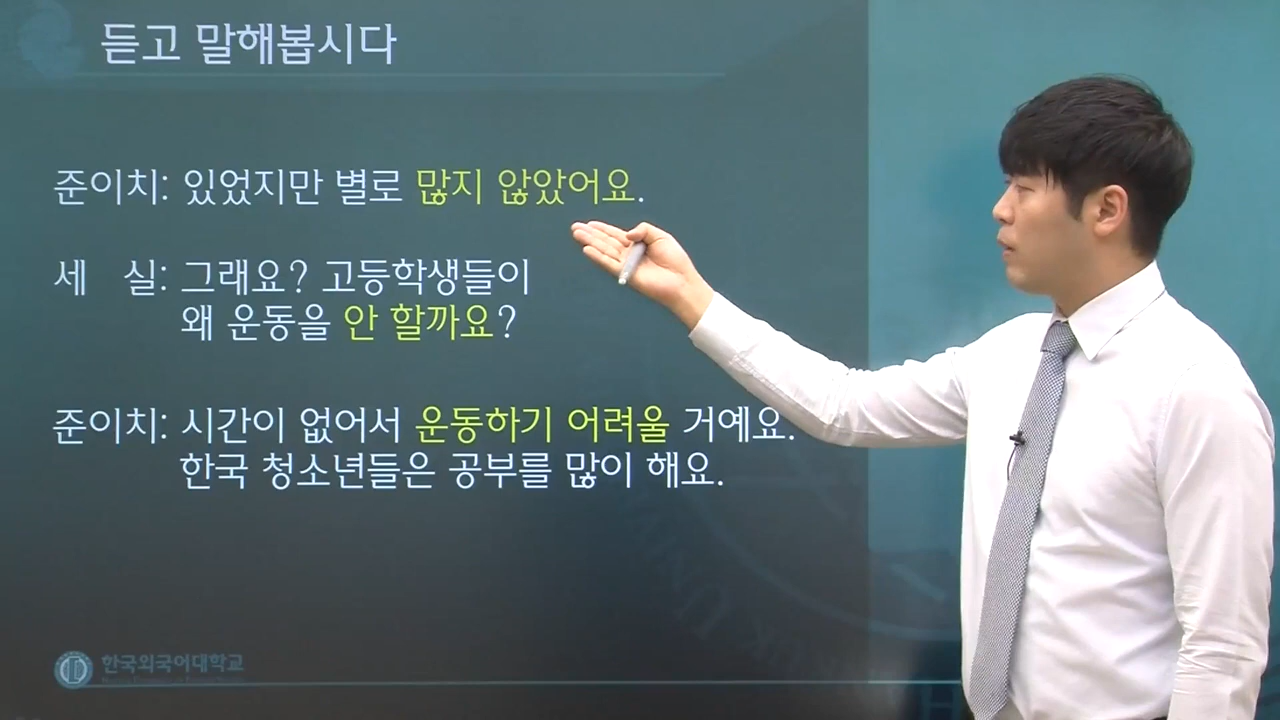 듣고 말해봅시다
준이치: 있었지만 별로 많지 않았어요.
세 실: 그래요? 고등학생들이
왜 운동을 안 할까요?
준이치: 시간이 없어서 운동하기 어려울 거예요.
한국 청소년들은 공부를 많이 해요.
한국외국어대학교